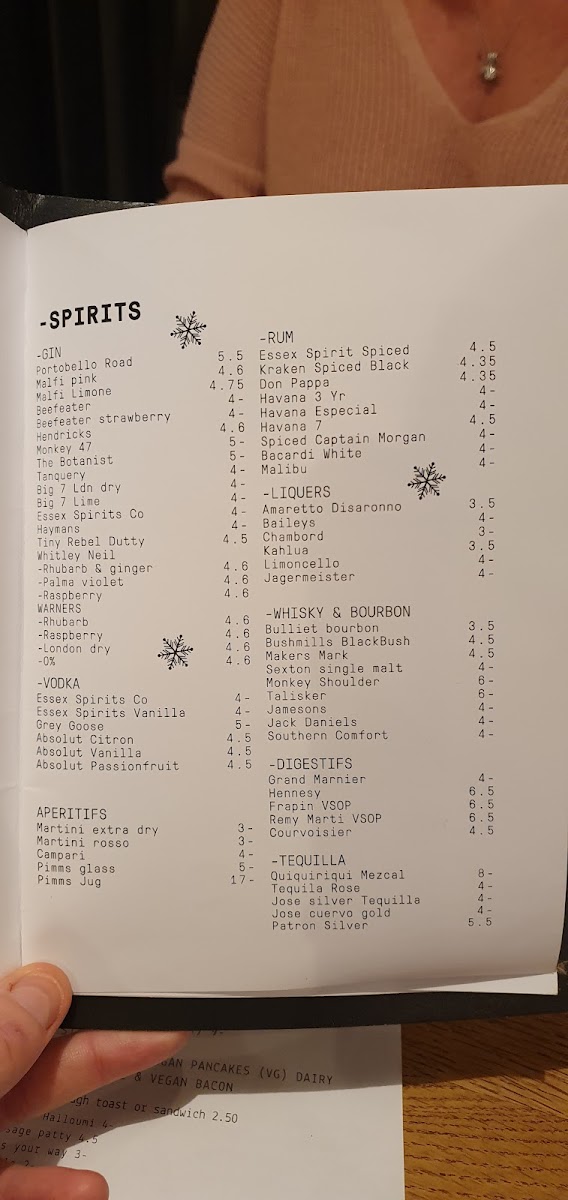 -SPIRITS
-GIN
Portobello Road 5.5
Malfi pink 4.6
Malfi Limone 4.75
Beefeater 4-
Beefeater strawberry 4-
Hendricks 4.6
Monkey 47 5-
The Botanist 5-
Tanquery 4-
Big 7 Ldn dry 4-
Big 7 Lime 4-
Essex Spirits Co 4-
Haymans 4-
Tiny Rebel Dutty 4.5
Whitley Neil
-Rhubarb & ginger 4.6
-Palma violet 4.6
-Raspberry 4.6
WARNERS
-Rhubarb 4.6
-Raspberry 4.6
-London dry 4.6
-0% 4.6
-VODKA
Essex Spirits Co 4-
Essex Spirits Vanilla 4-
Grey Goose 5-
Absolut Citron 4.5
Absolut Vanilla 4.5
Absolut Passionfruit 4.5
APERITIFS
Martini extra dry 3-
Martini rosso 3-
Campari 4-
Pimms glass 5-
Pimms Jug 17-
-RUM
Essex Spirit Spiced 4.5
Kraken Spiced Black 4.35
Don Pappa 4.35
Havana 3 Yr 4-
Havana Especial 4-
Havana 7 4.5
Spiced Captain Morgan 4-
Bacardi White 4-
Malibu 4-
-LIQUERS
Amaretto Disaronno 3.5
Baileys 4-
Chambord 3-
Kahlua 3.5
Limoncello 4-
Jagermeister 4-
-WHISKY & BOURBON
Bulliet bourbon 3.5
Bushmills BlackBush 4.5
Makers Mark 4.5
Sexton single malt 4-
Monkey Shoulder 6-
Talisker 6-
Jamesons 4-
Jack Daniels 4-
Southern Comfort 4-
-DIGESTIFS
Grand Marnier 4-
Hennesy 6.5
Frapin VSOP 6.5
Remy Marti VSOP 6.5
Courvoisier 4.5
-TEQUILLA
Quiquiriqui Mezcal 8-
Tequila Rose 4-
Jose silver Tequilla 4-
Jose cuervo gold 4-
Patron Silver 5.5
PANCAKES (VG) DAIRY
& VEGAN BACON
toast or sandwich 2.50
Halloumi 4-
patty 4.5
your way 3-